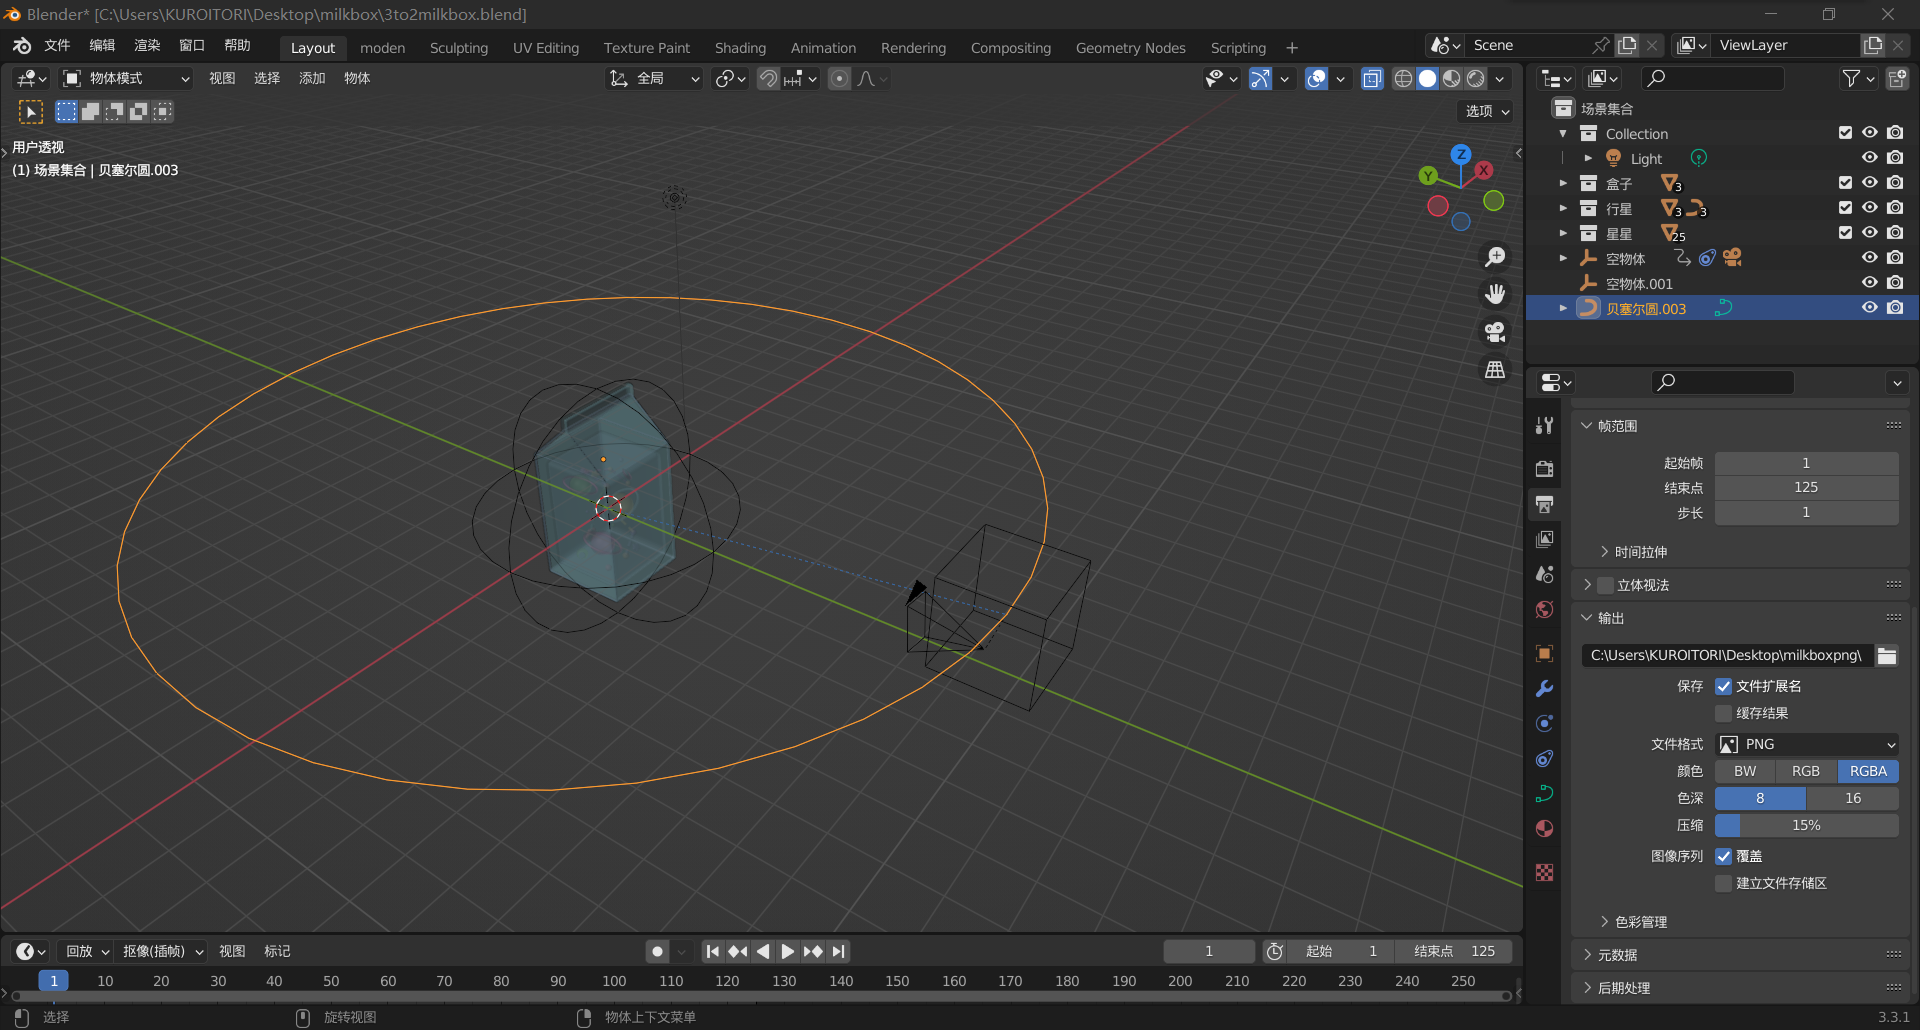 Blender* [C:\Users\KUROITORI\Desktop\milkbox\3to2milkbox.blend]
文件 编辑 渲染 窗口 帮助 Layout moden Sculpting UV Editing Texture Paint Shading Animation Rendering Compositing Geometry Nodes Scripting + Scene ViewLayer
物体模式 视图 选择 添加 物体 全局
选项
用户透视
(1) 场景集合 | 贝塞尔圆.003
Z
X
Y
场景集合
Collection
Light
盒子 3
行星 3 3
星星 25
空物体
空物体.001
贝塞尔圆.003
帧范围
起始帧 1
结束点 125
步长 1
时间拉伸
立体视法
输出
C:\Users\KUROITORI\Desktop\milkboxpng\
保存 文件扩展名
缓存结果
文件格式 PNG
颜色 BW RGB RGBA
色深 8 16
压缩 15%
图像序列 覆盖
建立文件存储区
色彩管理
元数据
后期处理
回放 抠像(插帧) 视图 标记 1 起始 1 结束点 125
1 10 20 30 40 50 60 70 80 90 100 110 120 130 140 150 160 170 180 190 200 210 220 230 240 250
选择 旋转视图 物体上下文菜单 3.3.1